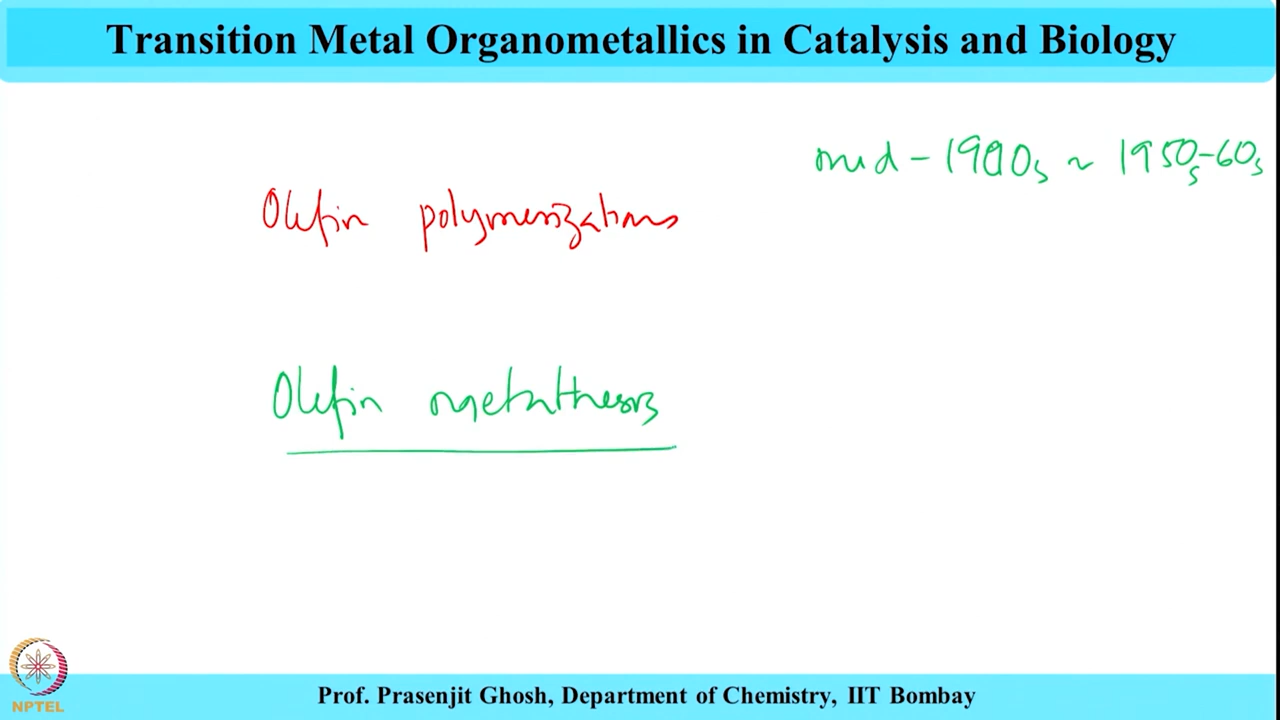 Transition Metal Organometallics in Catalysis and Biology
mid - 1900s ~ 1950s-60s
Olefin polymerizations
Olefin metathesis
NPTEL
Prof. Prasenjit Ghosh, Department of Chemistry, IIT Bombay